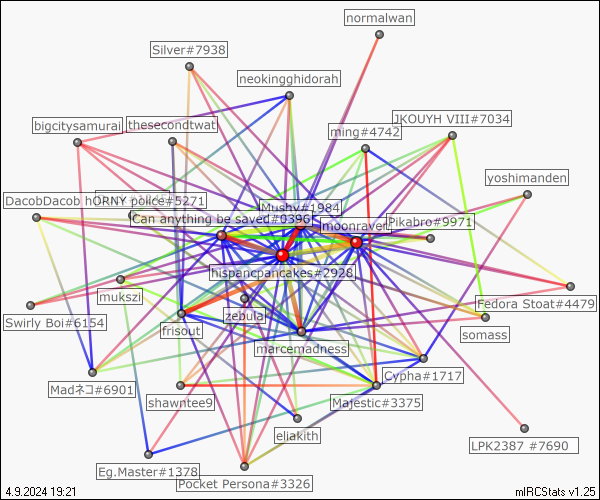 normalwan
Silver#7938
neokingghidorah
JKOUYH VIII#7034
bigcitysamurai
thesecondtwat
ming#4742
yoshimanden
DacobDacob hORNY police#5271
Mushy#1984
Can anything be saved#0396
moonraven
Pikabro#9971
hispancpancakes#2928
mukszi
Fedora Stoat#4479
Swirly Boi#6154
frisout
zebula
somass
marcemadness
Madネコ#6901
Cypha#1717
shawntee9
Majestic#3375
eliakith
LPK2387 #7690
Eg.Master#1378
Pocket Persona#3326
4.9.2024 19:21
mIRCStats v1.25